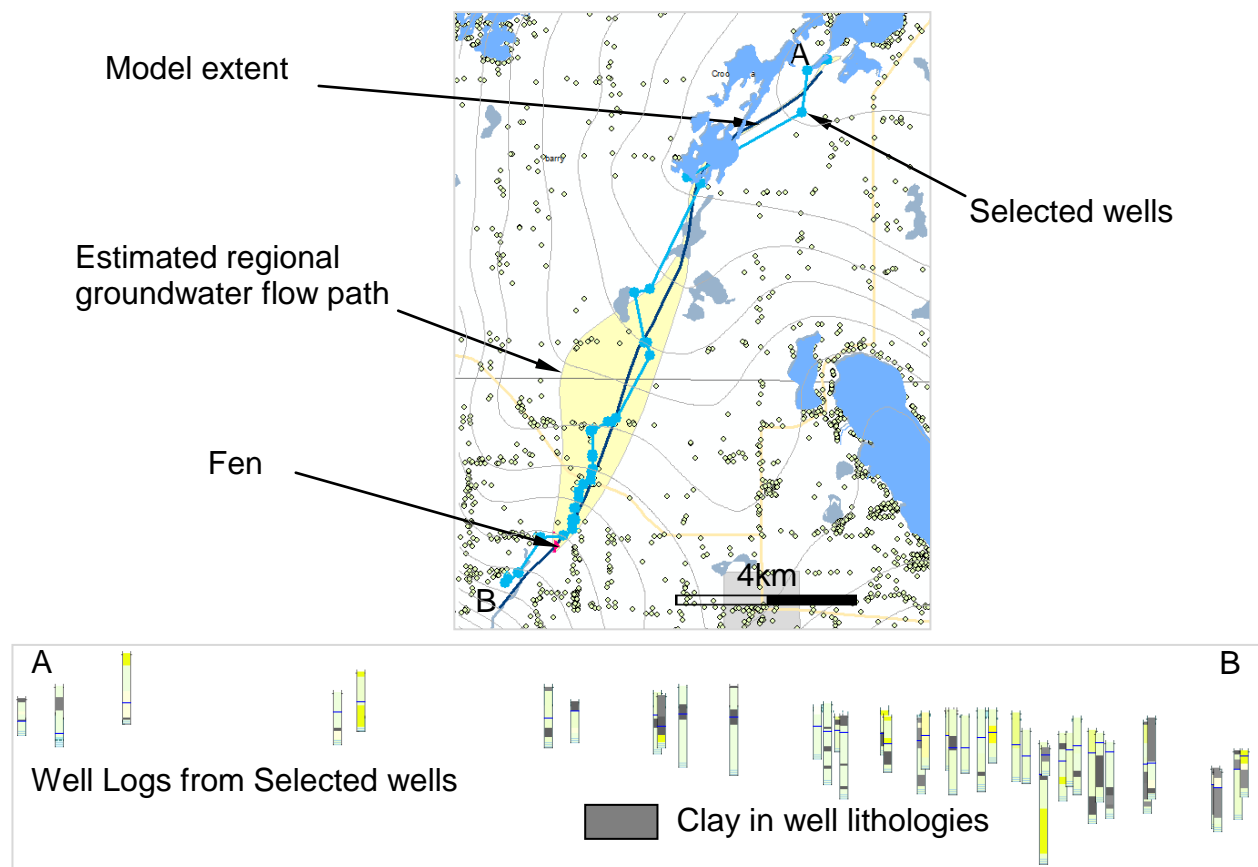 Model extent
A
barry
Selected wells
Estimated regional
groundwater flow path
Fen
4km
B
A
B
Well Logs from Selected wells
Clay in well lithologies